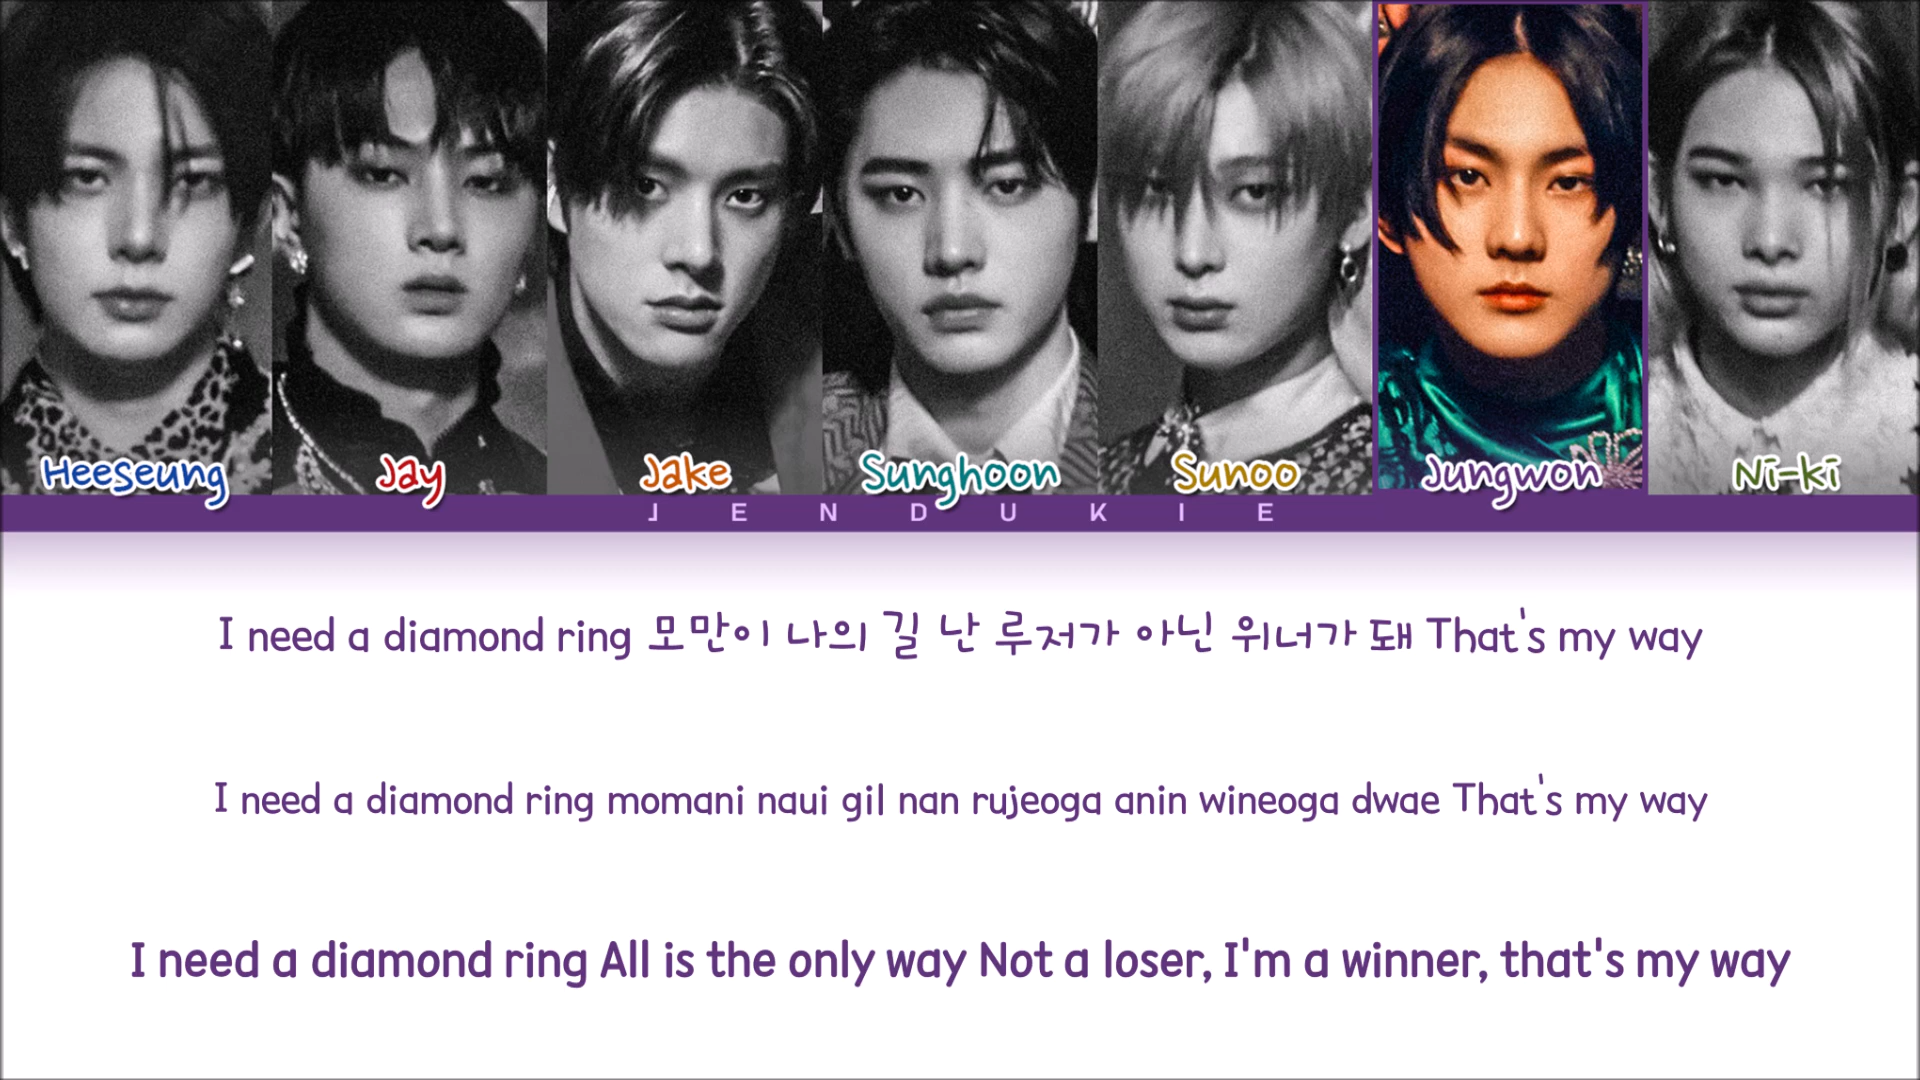 Heeseung Jay Jake Sunghoon Sunoo Jungwon Ni-ki
JENDUKIE
I need a diamond ring 모만이 나의 길 난 루저가 아닌 위너가 돼 That's my way
I need a diamond ring momani naui gil nan rujeoga anin wineoga dwae That's my way
I need a diamond ring All is the only way Not a loser, I'm a winner, that's my way